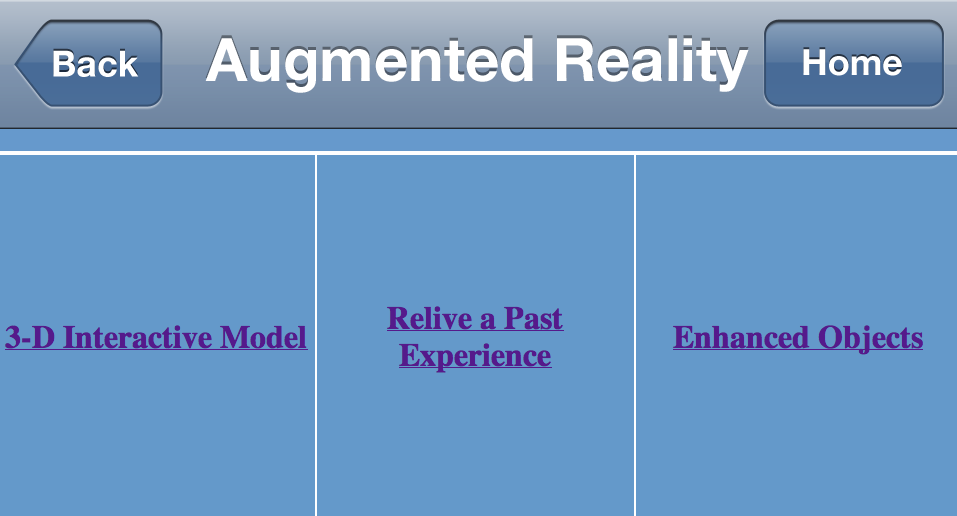 Back Augmented Reality Home
3-D Interactive Model
Relive a Past
Experience
Enhanced Objects